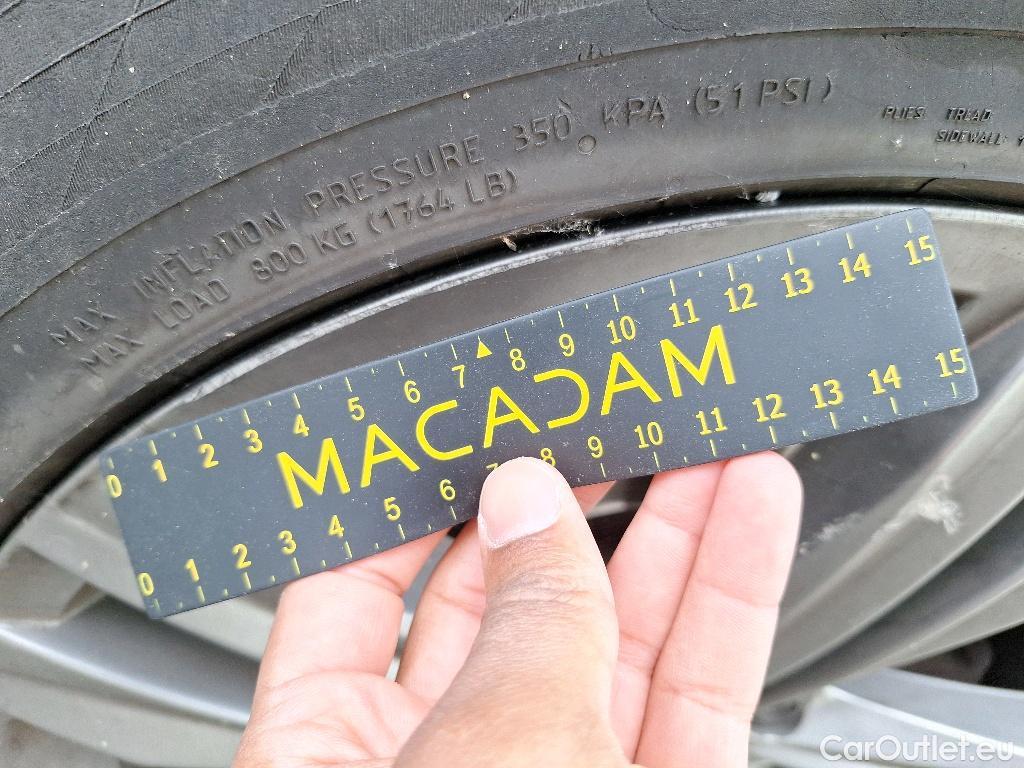 MAX INFLATION PRESSURE 350 KPA (51 PSI)
MAX LOAD 800 KG (1764 LB)
PLIES TREAD
SIDEWALL 1
0 1 2 3 4 5 6 7 8 9 10 11 12 13 14 15
MACADAM
0 1 2 3 4 5 6 7 8 9 10 11 12 13 14 15
CarOutlet.eu